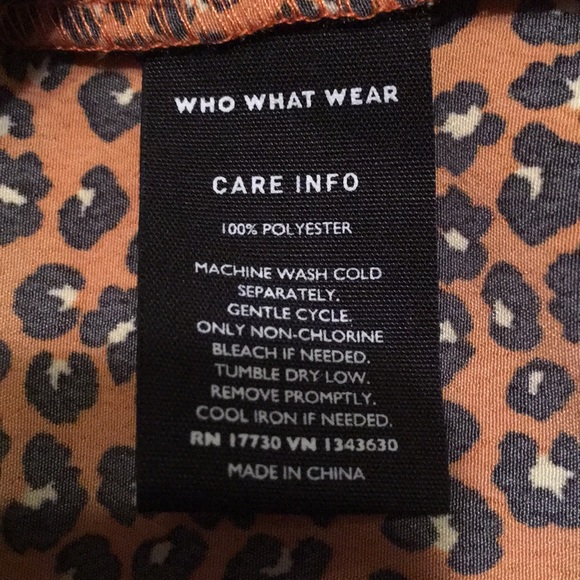 WHO WHAT WEAR
CARE INFO
100% POLYESTER
MACHINE WASH COLD
SEPARATELY.
GENTLE CYCLE.
ONLY NON-CHLORINE
BLEACH IF NEEDED.
TUMBLE DRY LOW.
REMOVE PROMPTLY.
COOL IRON IF NEEDED.
RN 17730 VN 1343630
MADE IN CHINA